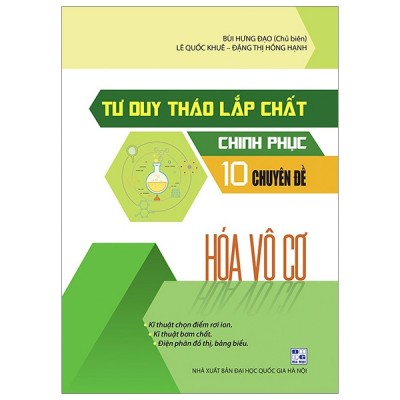 BÙI HƯNG ĐẠO (Chủ biên)
LÊ QUỐC KHUÊ – ĐẶNG THỊ HỒNG HẠNH
TƯ DUY THÁO LẮP CHẤT
CHINH PHỤC
10 CHUYÊN ĐỀ
HÓA VÔ CƠ
• Kĩ thuật chọn điểm rơi ion.
• Kĩ thuật bơm chất.
• Điện phân đồ thị, bảng biểu.
NHÀ XUẤT BẢN ĐẠI HỌC QUỐC GIA HÀ NỘI